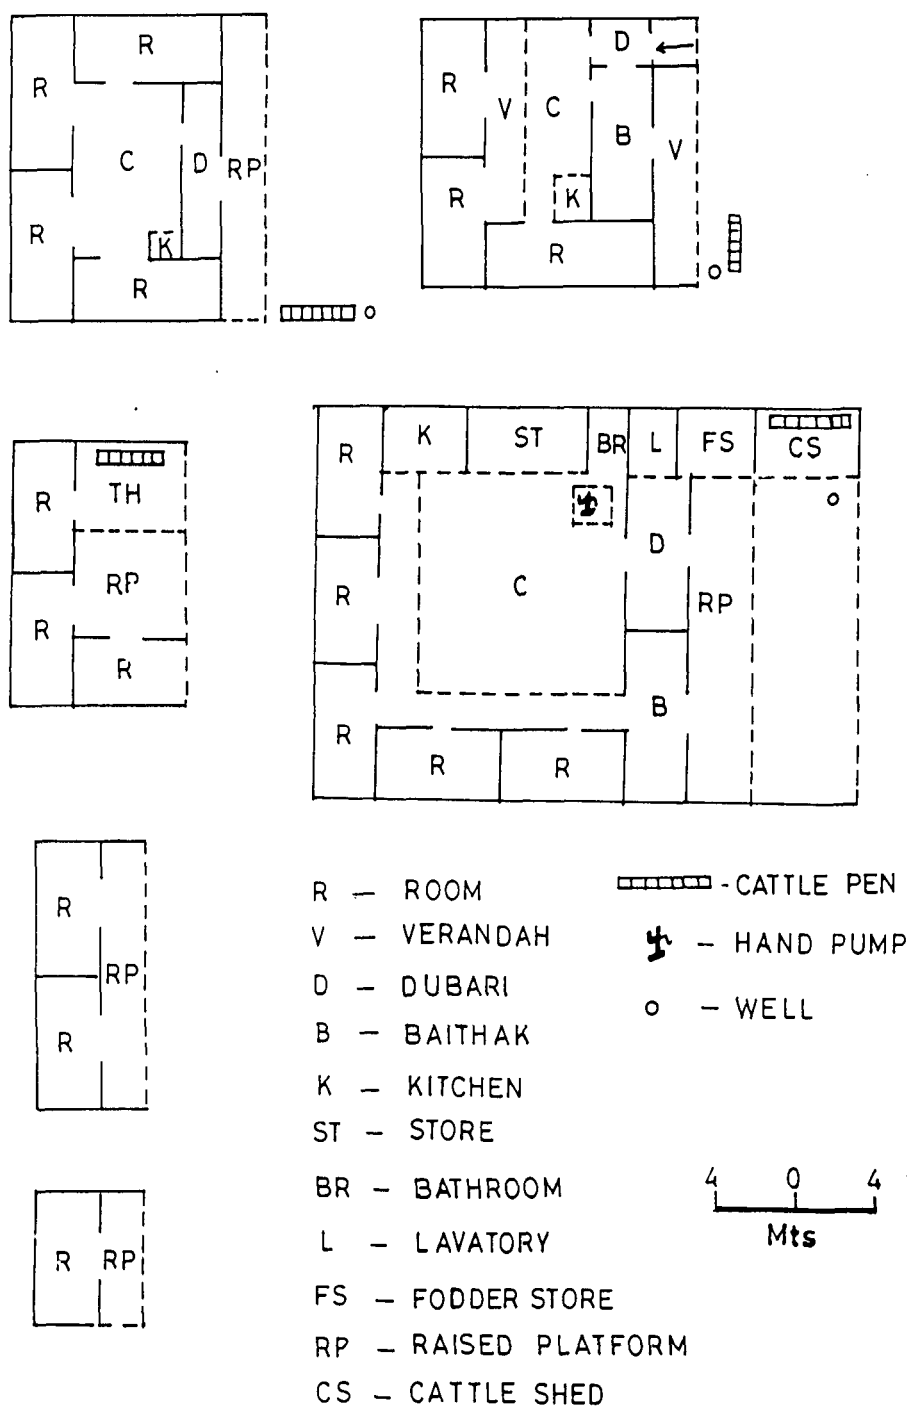 R
R
C
D
RP
R
K
R
D
R
V
C
B
V
K
R
R
TH
R
RP
R
R
R
K
ST
BR
L
FS
CS
R
C
D
RP
R
B
R
R
R
RP
R
R
RP
R — ROOM
V — VERANDAH
D — DUBARI
B — BAITHAK
K — KITCHEN
ST — STORE
BR — BATHROOM
L — LAVATORY
FS — FODDER STORE
RP — RAISED PLATFORM
CS — CATTLE SHED
- CATTLE PEN
- HAND PUMP
- WELL
4 0 4
Mts